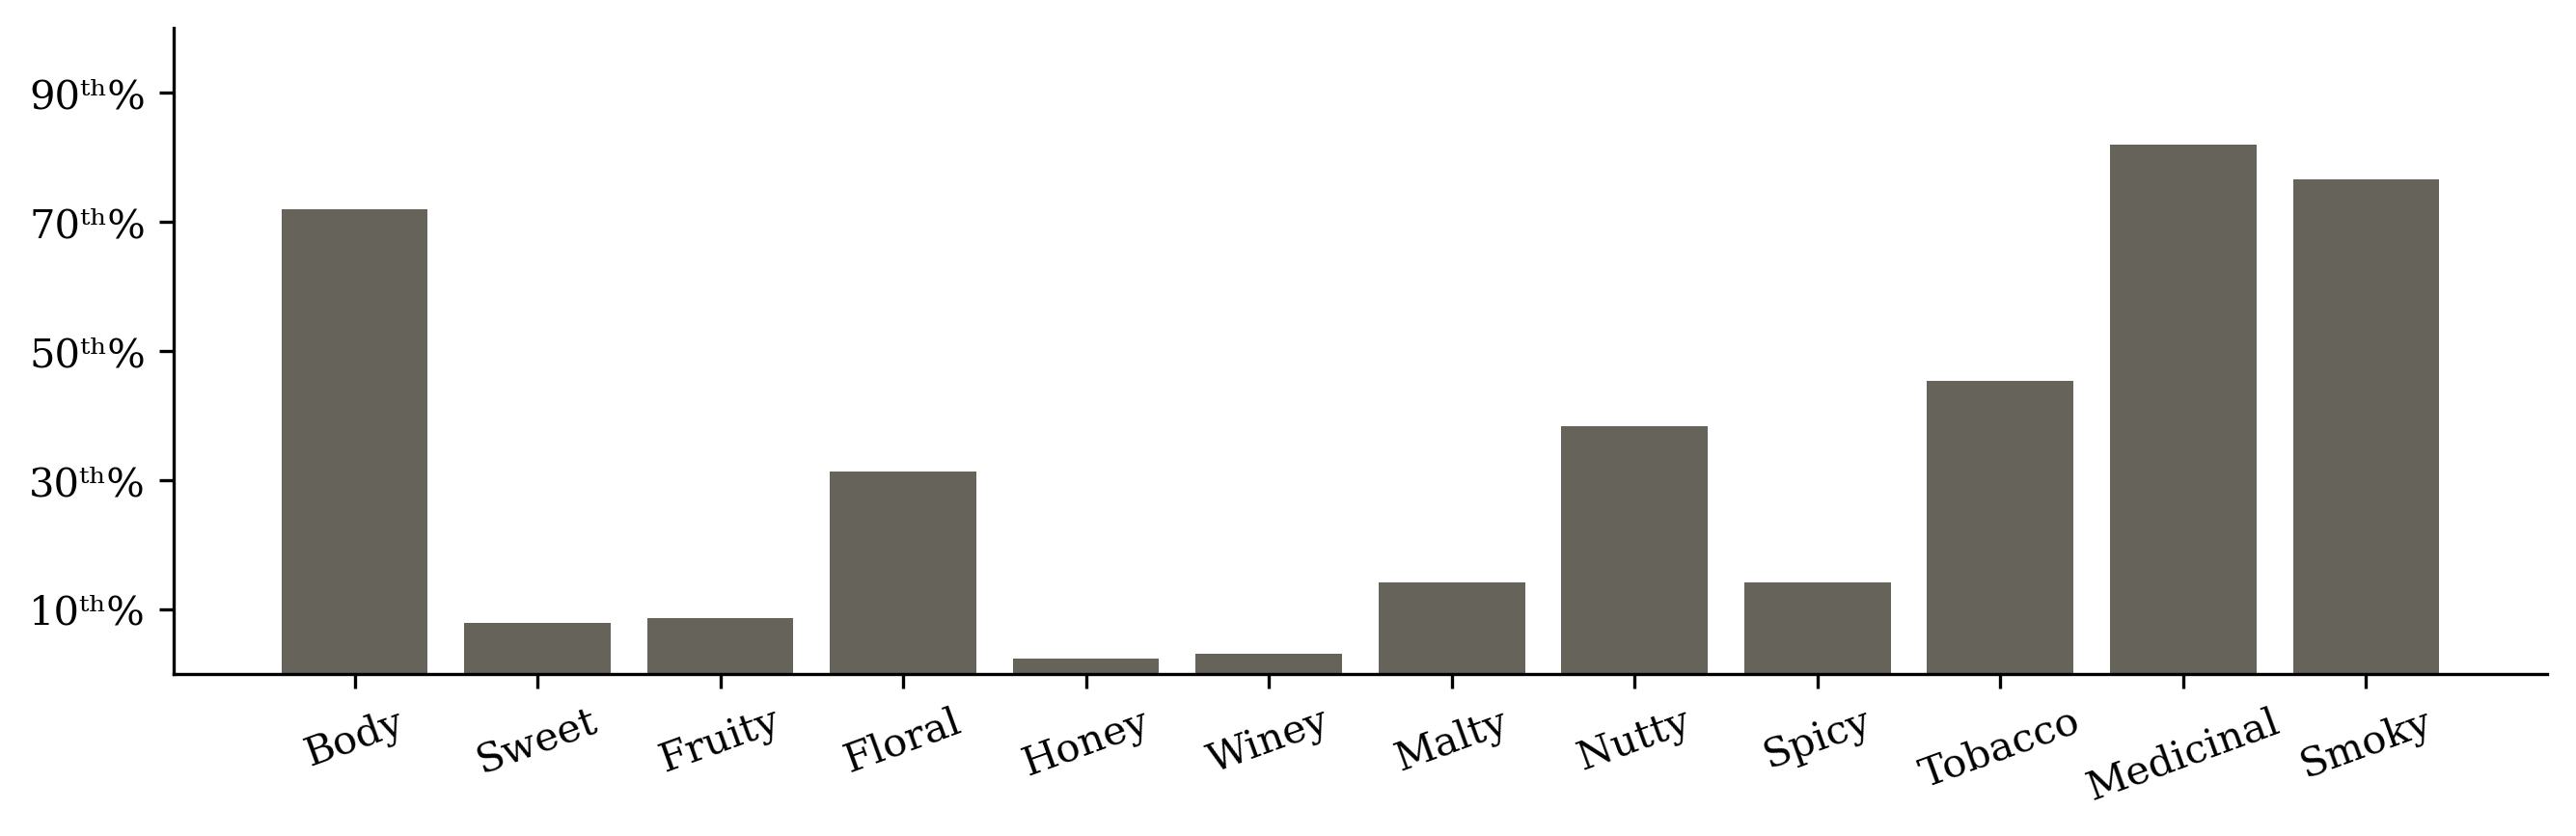 90ᵗʰ%
70ᵗʰ%
50ᵗʰ%
30ᵗʰ%
10ᵗʰ%
Body Sweet Fruity Floral Honey Winey Malty Nutty Spicy Tobacco Medicinal Smoky